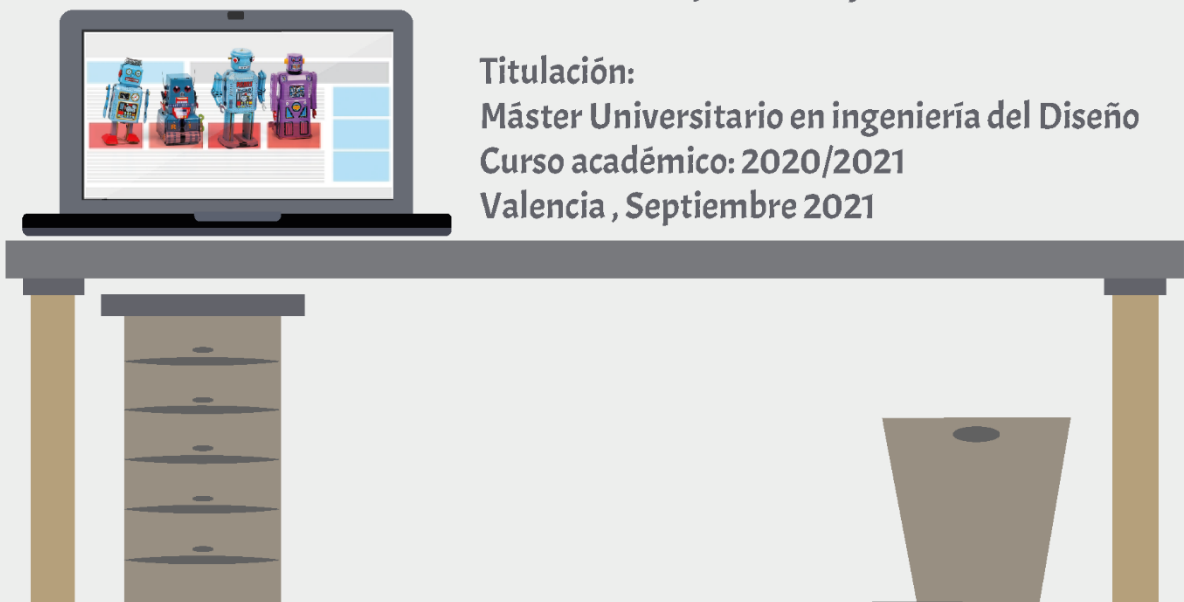 Titulación:
Máster Universitario en ingeniería del Diseño
Curso académico: 2020/2021
Valencia , Septiembre 2021